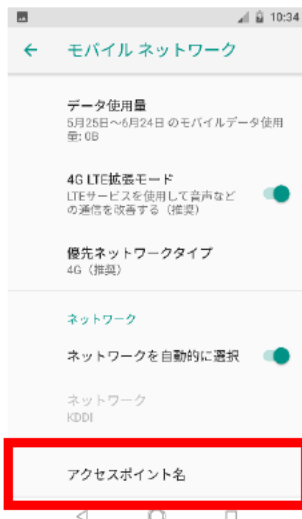 10:34
モバイル ネットワーク
データ使用量
5月25日～6月24日 のモバイルデータ使用
量: 0B
4G LTE拡張モード
LTEサービスを使用して音声など
の通信を改善する（推奨）
優先ネットワークタイプ
4G（推奨）
ネットワーク
ネットワークを自動的に選択
ネットワーク
KDDI
アクセスポイント名